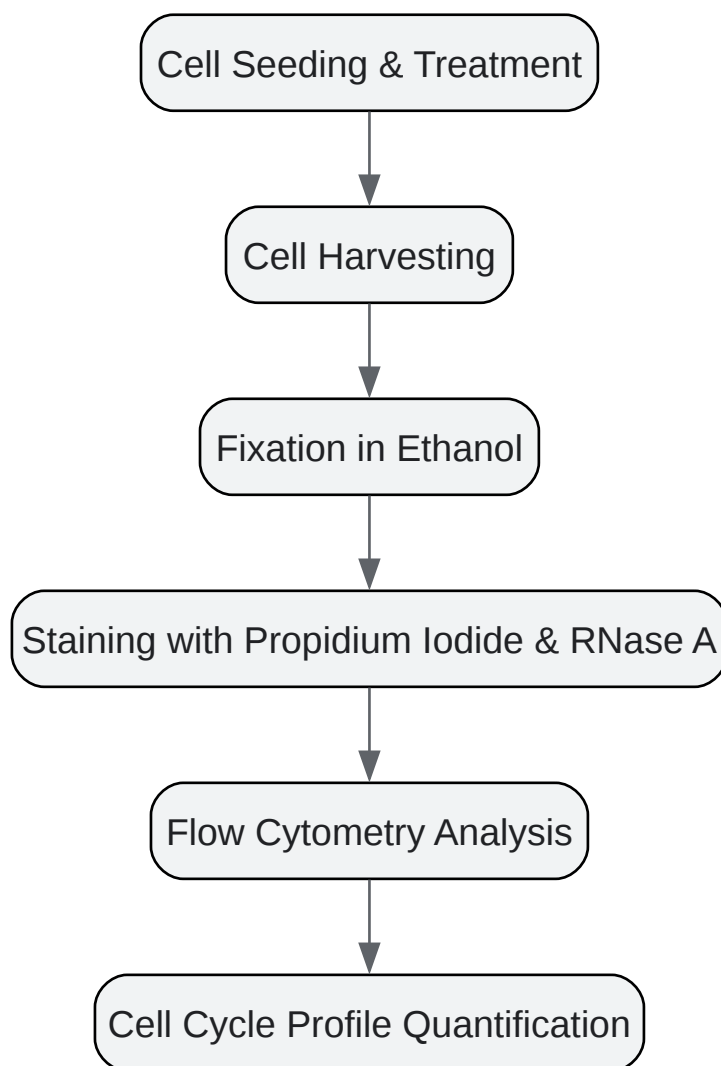 Cell Seeding & Treatment
Cell Harvesting
Fixation in Ethanol
Staining with Propidium Iodide & RNase A
Flow Cytometry Analysis
Cell Cycle Profile Quantification